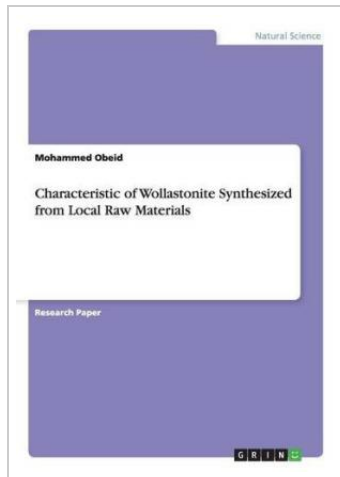 Natural Science
Mohammed Obeid
Characteristic of Wollastonite Synthesized
from Local Raw Materials
Research Paper
GRIN